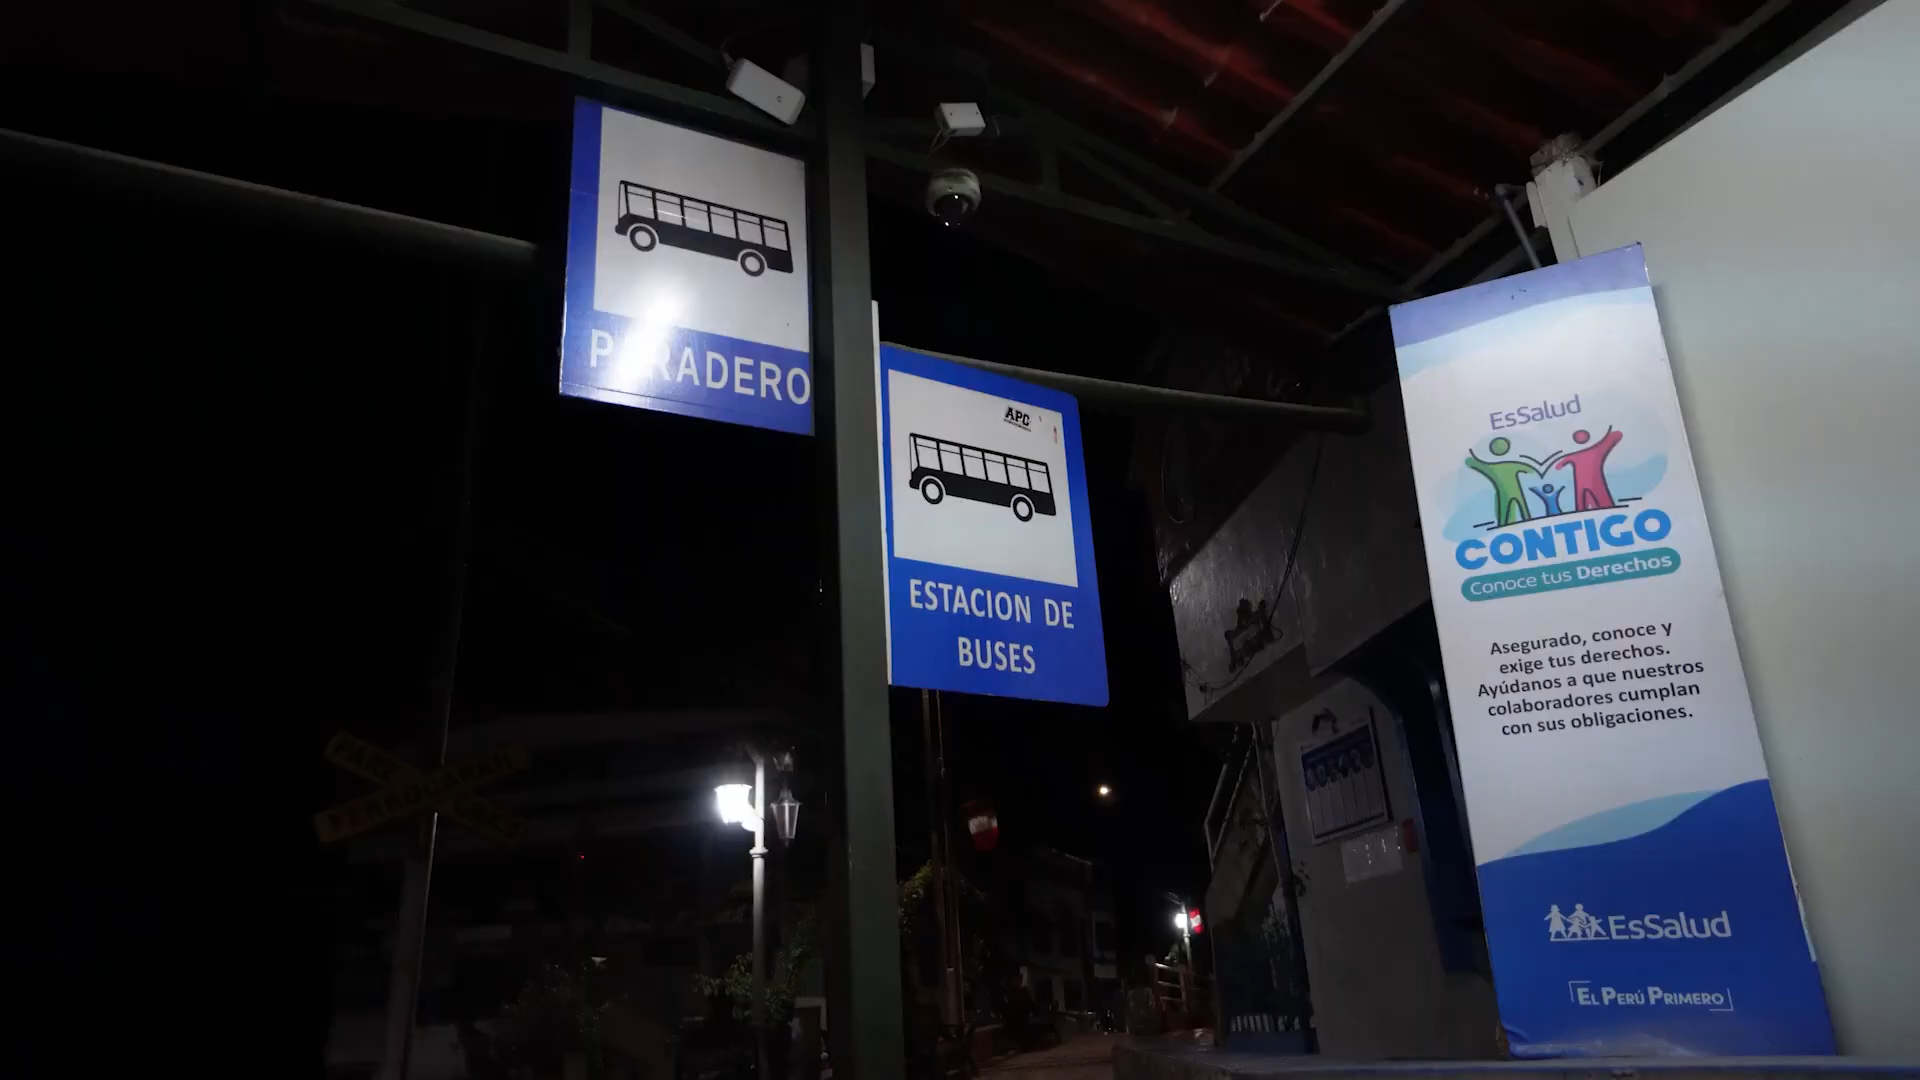 PARADERO
APC
ESTACION DE
BUSES
EsSalud
CONTIGO
Conoce tus Derechos
Asegurado, conoce y
exige tus derechos.
Ayúdanos a que nuestros
colaboradores cumplan
con sus obligaciones.
EsSalud
EL PERÚ PRIMERO
FERROCARRIL